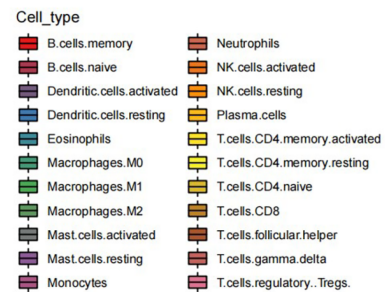 Cell_type
B.cells.memory
B.cells.naive
Dendritic.cells.activated
Dendritic.cells.resting
Eosinophils
Macrophages.M0
Macrophages.M1
Macrophages.M2
Mast.cells.activated
Mast.cells.resting
Monocytes
Neutrophils
NK.cells.activated
NK.cells.resting
Plasma.cells
T.cells.CD4.memory.activated
T.cells.CD4.memory.resting
T.cells.CD4.naive
T.cells.CD8
T.cells.follicular.helper
T.cells.gamma.delta
T.cells.regulatory..Tregs.